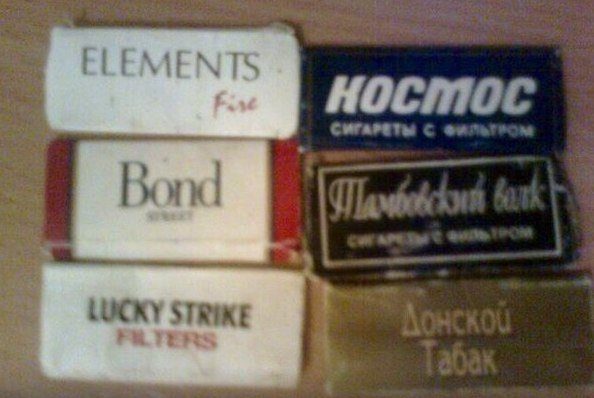 ELEMENTS
Fire
Bond
STREET
LUCKY STRIKE
FILTERS
КОСМОС
СИГАРЕТЫ С ФИЛЬТРОМ
Тамбовский волк
СИГАРЕТЫ С ФИЛЬТРОМ
Донской
Табак